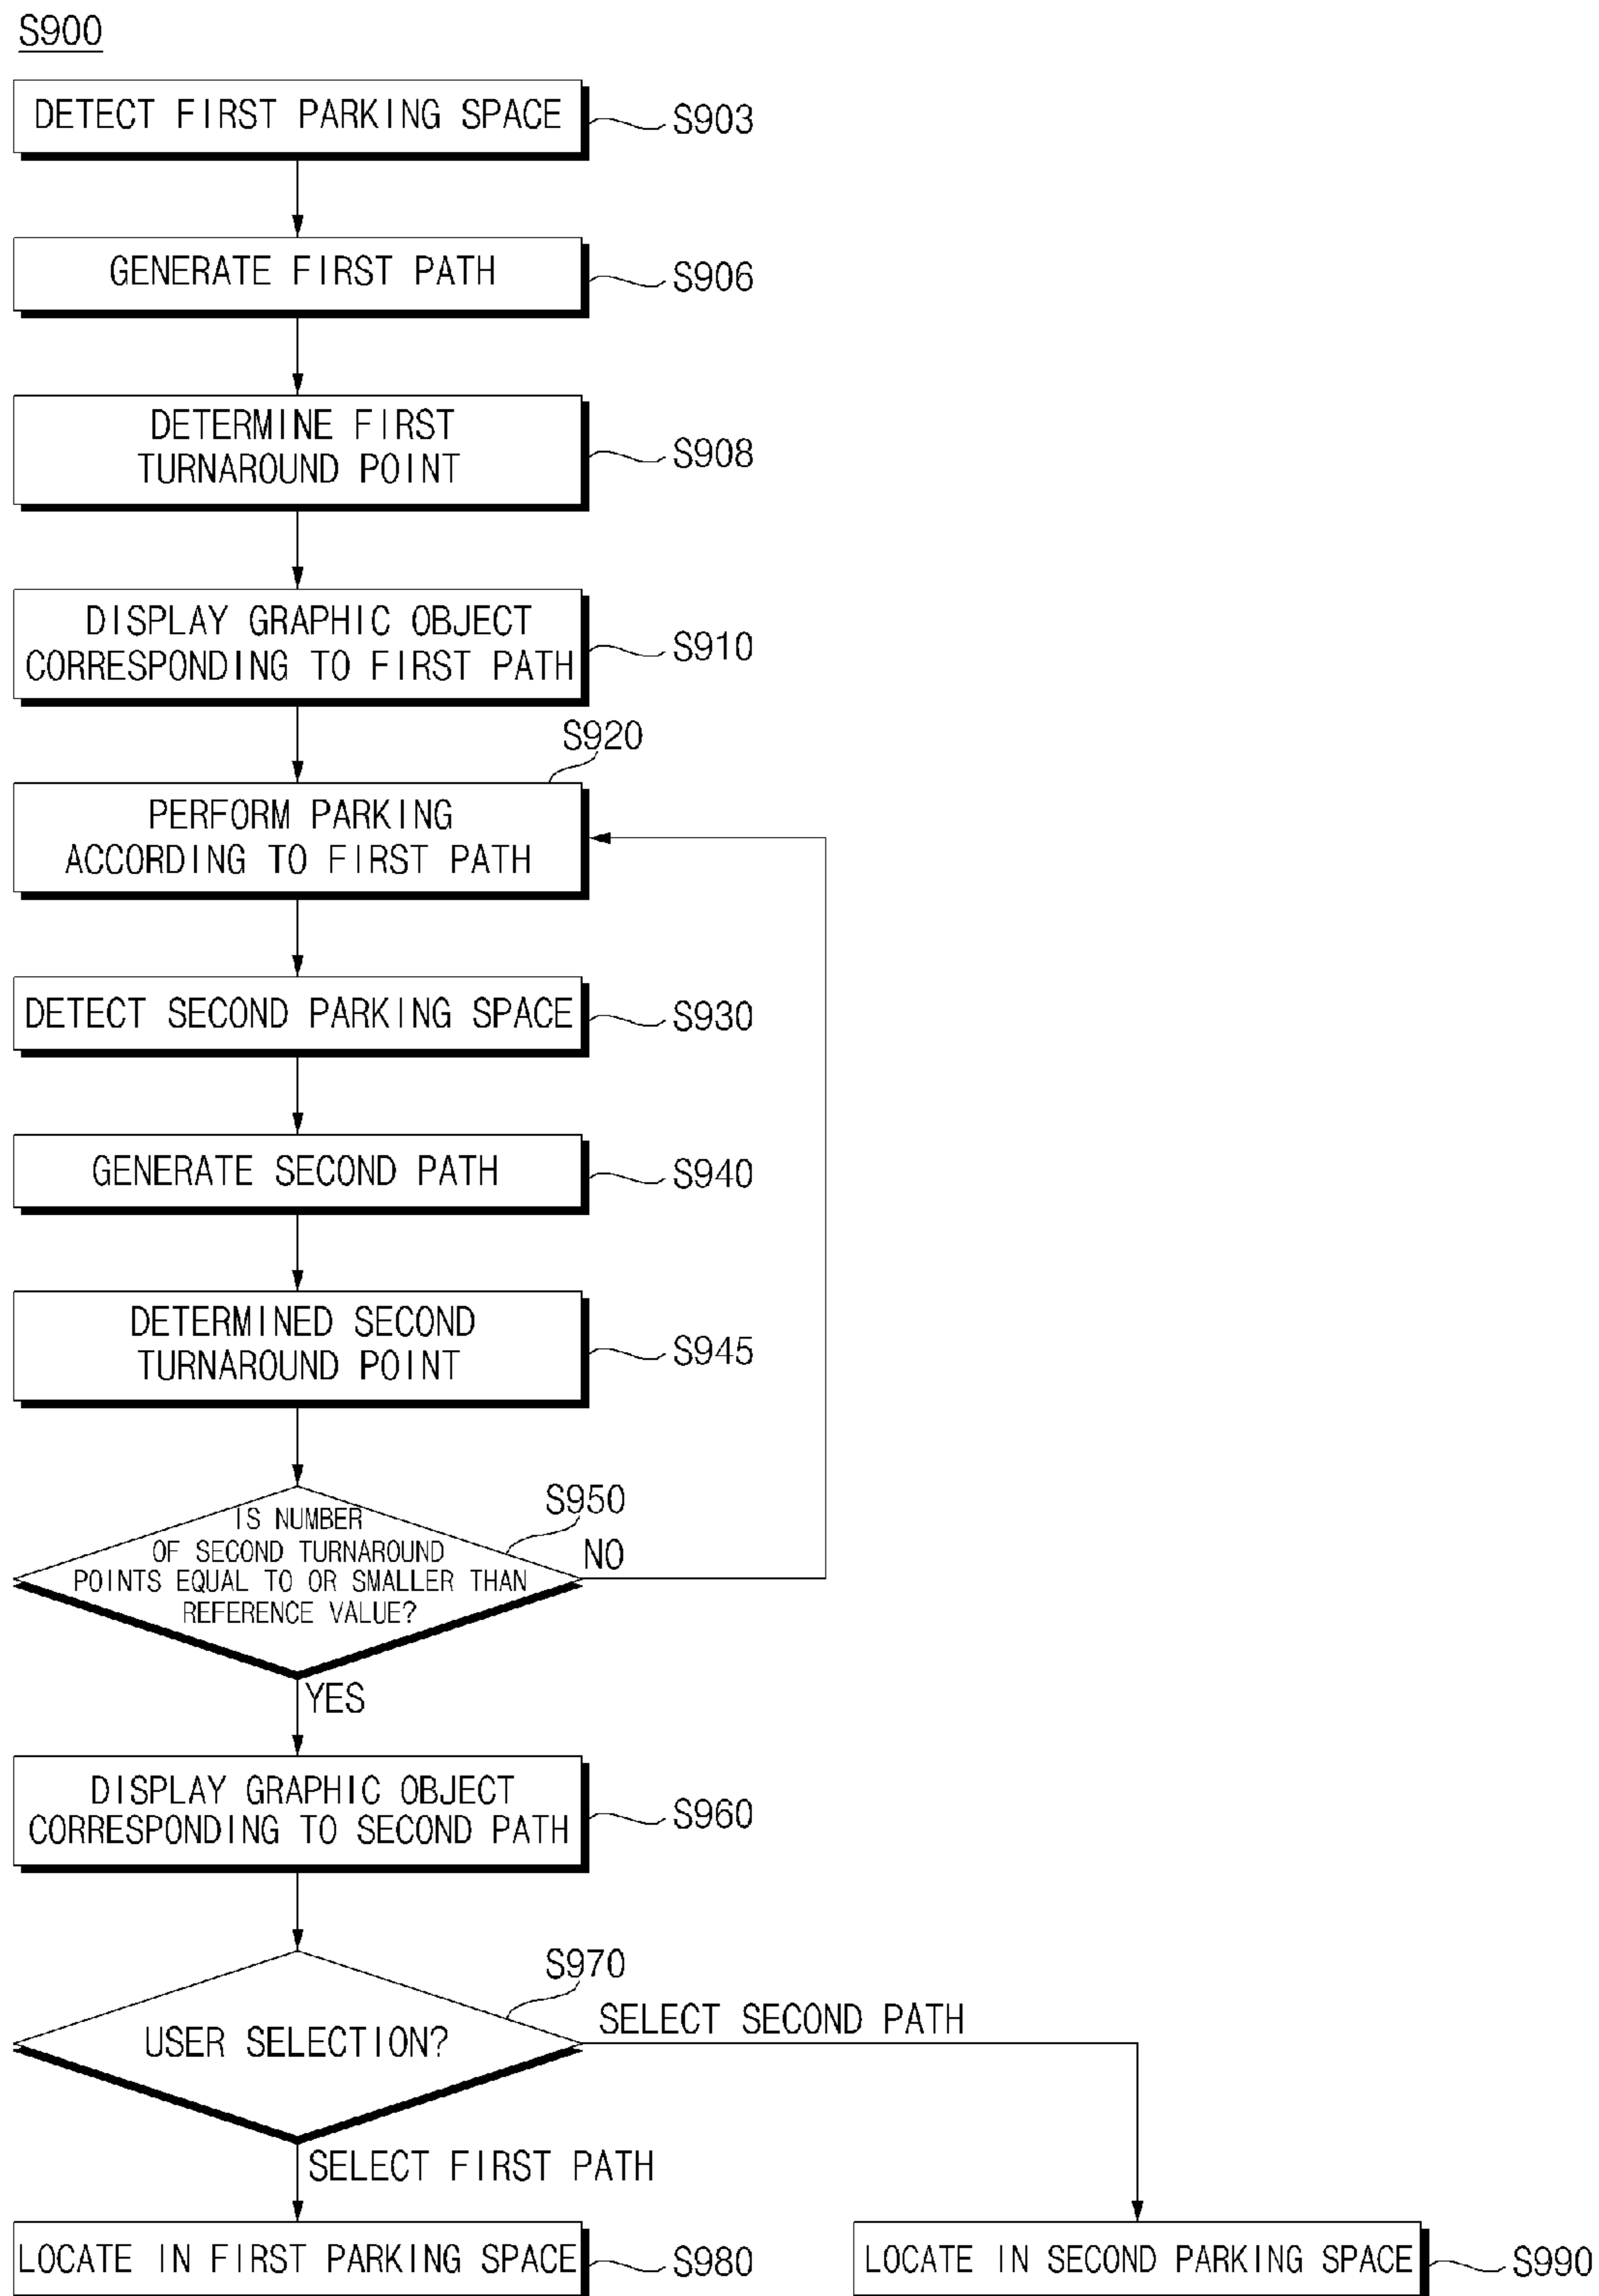 S900
DETECT FIRST PARKING SPACE
S903
GENERATE FIRST PATH
S906
DETERMINE FIRST
TURNAROUND POINT
S908
DISPLAY GRAPHIC OBJECT
CORRESPONDING TO FIRST PATH
S910
S920
PERFORM PARKING
ACCORDING TO FIRST PATH
DETECT SECOND PARKING SPACE
S930
GENERATE SECOND PATH
S940
DETERMINED SECOND
TURNAROUND POINT
S945
S950
IS NUMBER
OF SECOND TURNAROUND
POINTS EQUAL TO OR SMALLER THAN
REFERENCE VALUE?
NO
YES
DISPLAY GRAPHIC OBJECT
CORRESPONDING TO SECOND PATH
S960
S970
USER SELECTION?
SELECT SECOND PATH
SELECT FIRST PATH
LOCATE IN FIRST PARKING SPACE
S980
LOCATE IN SECOND PARKING SPACE
S990